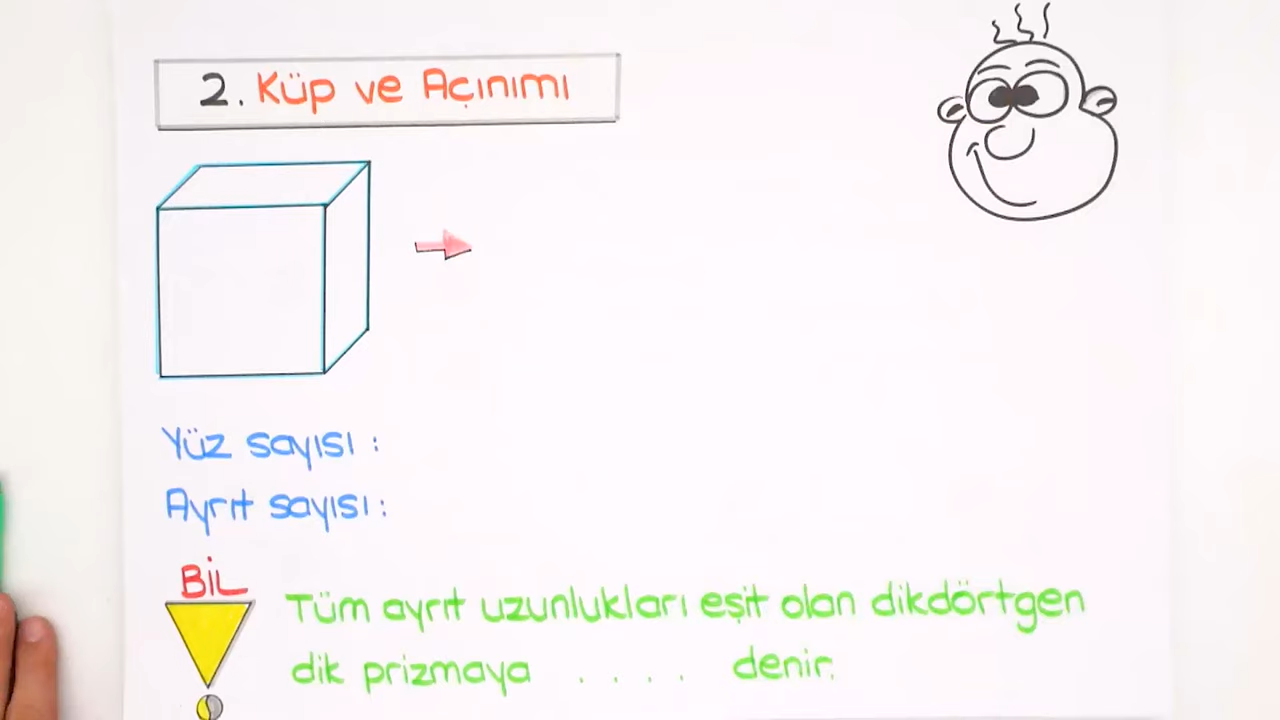 2. Küp ve Açınımı
Yüz sayısı :
Ayrıt sayısı :
BİL
Tüm ayrıt uzunlukları eşit olan dikdörtgen
dik prizmaya . . . . denir.